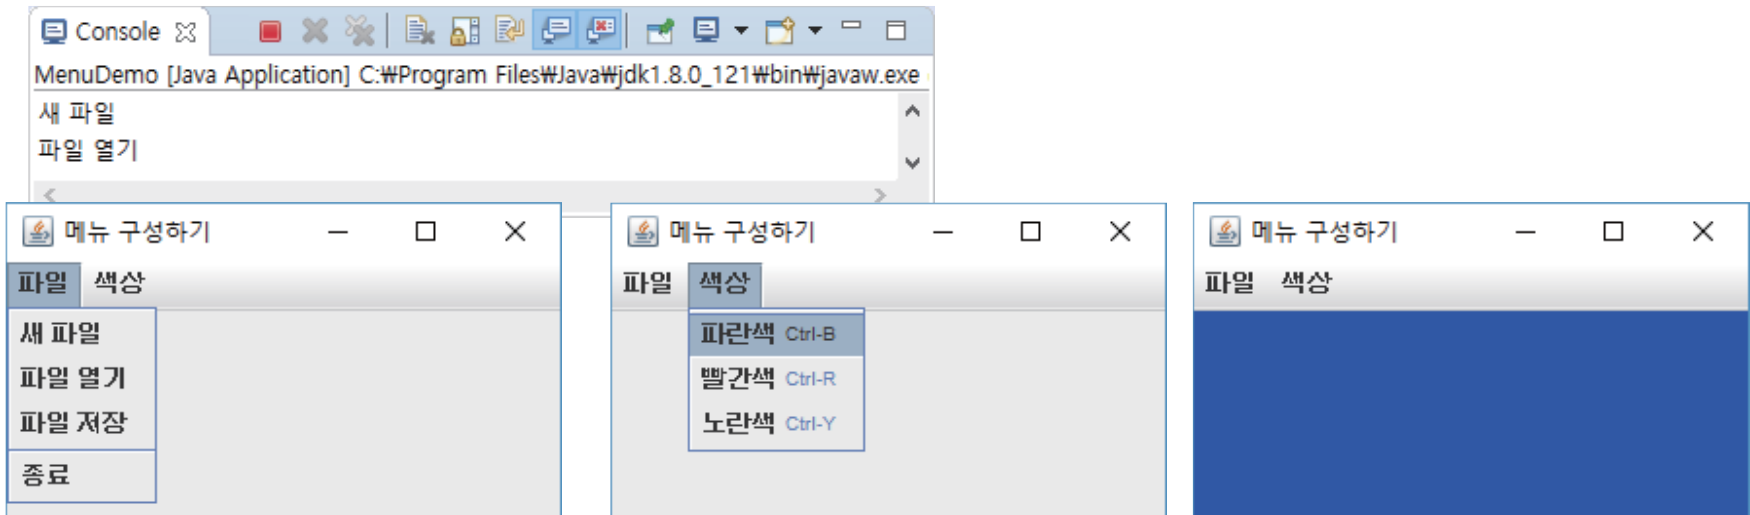 Console
MenuDemo [Java Application] C:₩Program Files₩Java₩jdk1.8.0_121₩bin₩javaw.exe
새 파일
파일 열기
메뉴 구성하기
파일 색상
새 파일
파일 열기
파일 저장
종료
메뉴 구성하기
파일 색상
파란색 Ctrl-B
빨간색 Ctrl-R
노란색 Ctrl-Y
메뉴 구성하기
파일 색상